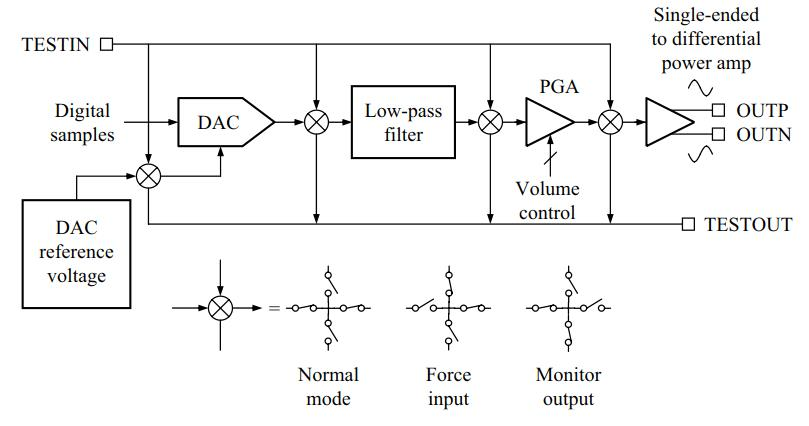 Single-ended
to differential
power amp
TESTIN
PGA
Digital
samples
DAC
Low-pass
filter
OUTP
OUTN
Volume
control
TESTOUT
DAC
reference
voltage
=
Normal
mode
Force
input
Monitor
output